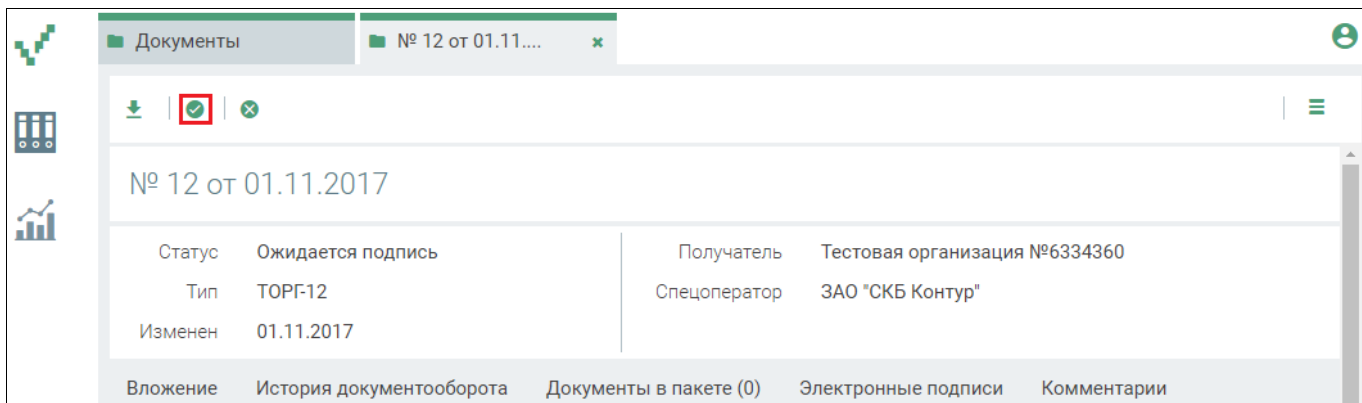 Документы
№ 12 от 01.11....
№ 12 от 01.11.2017
Статус Ожидается подпись Получатель Тестовая организация №6334360
Тип ТОРГ-12 Спецоператор ЗАО "СКБ Контур"
Изменен 01.11.2017
Вложение История документооборота Документы в пакете (0) Электронные подписи Комментарии